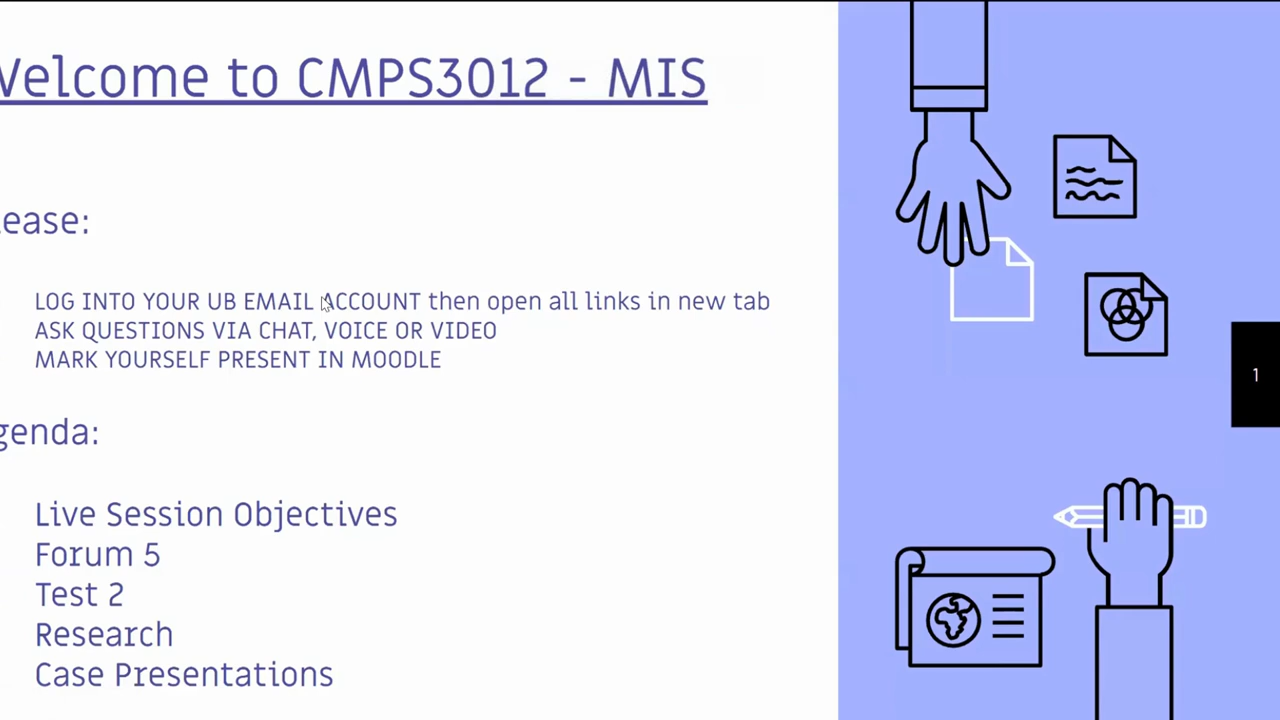 Welcome to CMPS3012 - MIS
lease:
LOG INTO YOUR UB EMAIL ACCOUNT then open all links in new tab
ASK QUESTIONS VIA CHAT, VOICE OR VIDEO
MARK YOURSELF PRESENT IN MOODLE
genda:
Live Session Objectives
Forum 5
Test 2
Research
Case Presentations
1